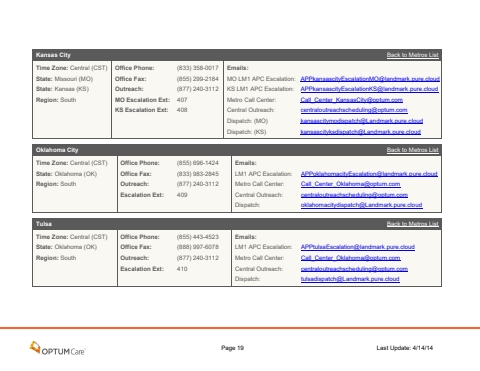 Kansas City Back to Metros List
Time Zone: Central (CST) Office Phone: (833) 358-0017 Emails:
State: Missouri (MO) Office Fax: (855) 299-2184 MO LM1 APC Escalation: APPkansascityEscalationMO@landmark.pure.cloud
State: Kansas (KS) Outreach: (877) 240-3112 KS LM1 APC Escalation: APPkansascityEscalationKS@landmark.pure.cloud
Region: South MO Escalation Ext: 407 Metro Call Center: Call_Center_KansasCity@optum.com
KS Escalation Ext: 408 Central Outreach: centraloutreachscheduling@optum.com
Dispatch: (MO) kansascitymodispatch@Landmark.pure.cloud
Dispatch: (KS) kansascityksdispatch@Landmark.pure.cloud
Oklahoma City Back to Metros List
Time Zone: Central (CST) Office Phone: (855) 696-1424 Emails:
State: Oklahoma (OK) Office Fax: (833) 983-2845 LM1 APC Escalation: APPoklahomacityEscalation@landmark.pure.cloud
Region: South Outreach: (877) 240-3112 Metro Call Center: Call_Center_Oklahoma@optum.com
Escalation Ext: 409 Central Outreach: centraloutreachscheduling@optum.com
Dispatch: oklahomacitydispatch@Landmark.pure.cloud
Tulsa Back to Metros List
Time Zone: Central (CST) Office Phone: (855) 443-4523 Emails:
State: Oklahoma (OK) Office Fax: (888) 997-6078 LM1 APC Escalation: APPtulsaEscalation@landmark.pure.cloud
Region: South Outreach: (877) 240-3112 Metro Call Center: Call_Center_Oklahoma@optum.com
Escalation Ext: 410 Central Outreach: centraloutreachscheduling@optum.com
Dispatch: tulsadispatch@Landmark.pure.cloud
OPTUMCare Page 19 Last Update: 4/14/14